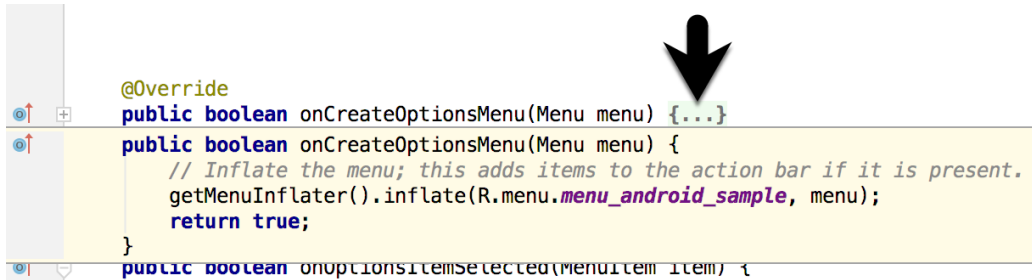 @Override
public boolean onCreateOptionsMenu(Menu menu) {...}
public boolean onCreateOptionsMenu(Menu menu) {
// Inflate the menu; this adds items to the action bar if it is present.
getMenuInflater().inflate(R.menu.menu_android_sample, menu);
return true;
}
public boolean onOptionsItemSelected(MenuItem item) {